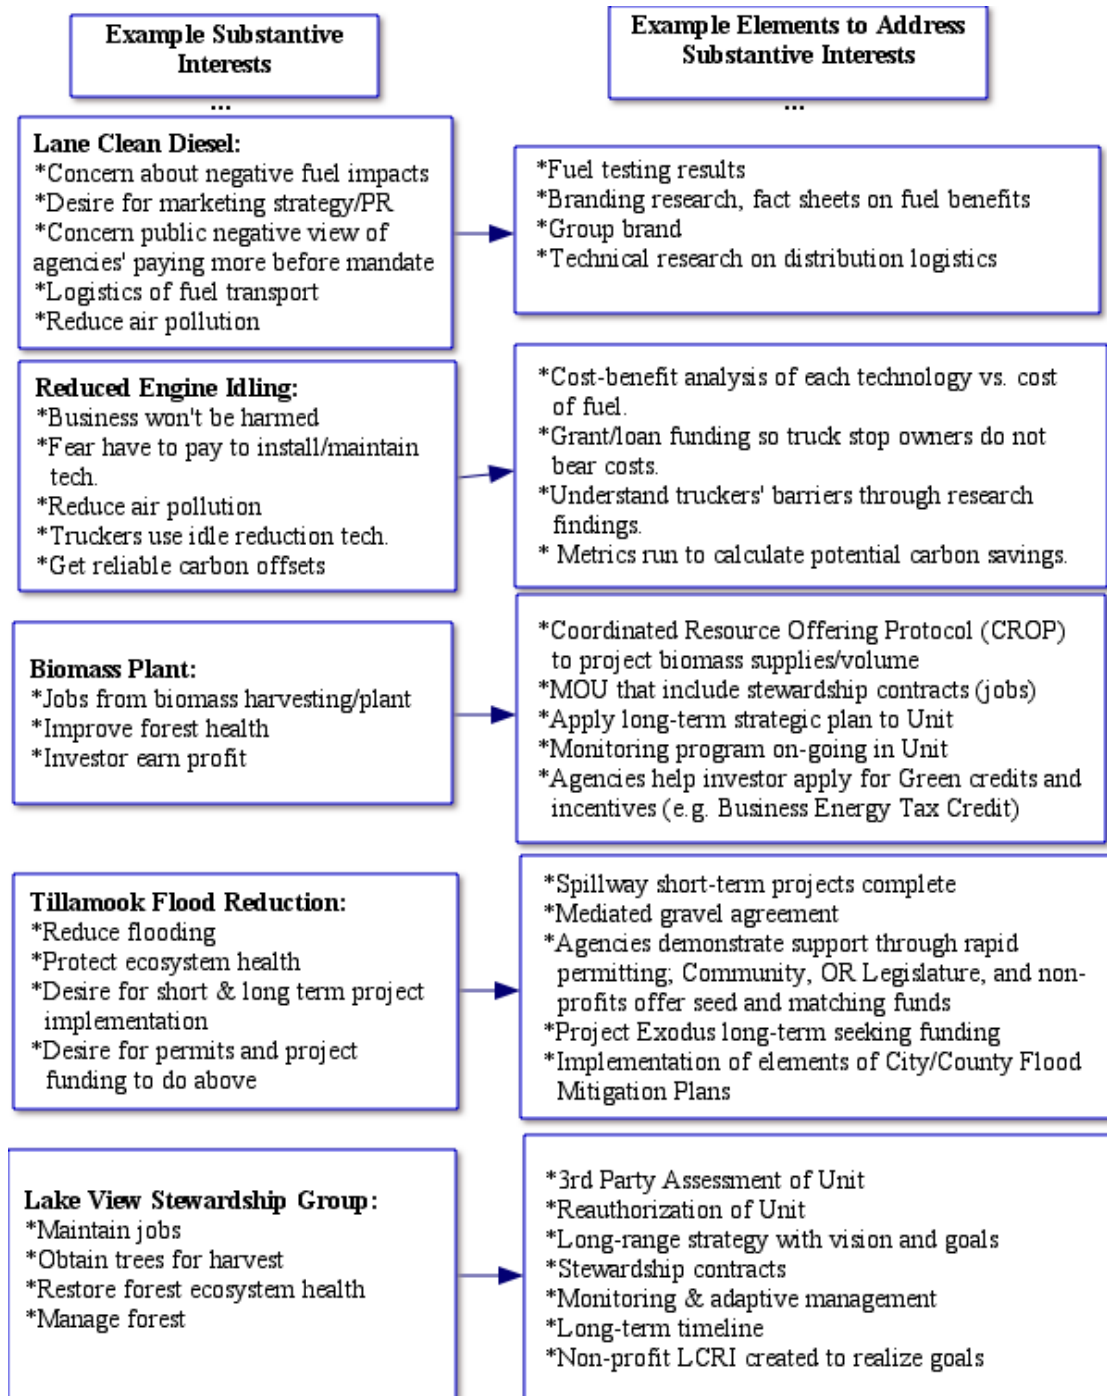 Example Substantive
Interests
...
Example Elements to Address
Substantive Interests
...
Lane Clean Diesel:
*Concern about negative fuel impacts
*Desire for marketing strategy/PR
*Concern public negative view of
agencies' paying more before mandate
*Logistics of fuel transport
*Reduce air pollution
*Fuel testing results
*Branding research, fact sheets on fuel benefits
*Group brand
*Technical research on distribution logistics
Reduced Engine Idling:
*Business won't be harmed
*Fear have to pay to install/maintain
tech.
*Reduce air pollution
*Truckers use idle reduction tech.
*Get reliable carbon offsets
*Cost-benefit analysis of each technology vs. cost
of fuel.
*Grant/loan funding so truck stop owners do not
bear costs.
*Understand truckers' barriers through research
findings.
* Metrics run to calculate potential carbon savings.
Biomass Plant:
*Jobs from biomass harvesting/plant
*Improve forest health
*Investor earn profit
*Coordinated Resource Offering Protocol (CROP)
to project biomass supplies/volume
*MOU that include stewardship contracts (jobs)
*Apply long-term strategic plan to Unit
*Monitoring program on-going in Unit
*Agencies help investor apply for Green credits and
incentives (e.g. Business Energy Tax Credit)
Tillamook Flood Reduction:
*Reduce flooding
*Protect ecosystem health
*Desire for short & long term project
implementation
*Desire for permits and project
funding to do above
*Spillway short-term projects complete
*Mediated gravel agreement
*Agencies demonstrate support through rapid
permitting; Community, OR Legislature, and non-
profits offer seed and matching funds
*Project Exodus long-term seeking funding
*Implementation of elements of City/County Flood
Mitigation Plans
Lake View Stewardship Group:
*Maintain jobs
*Obtain trees for harvest
*Restore forest ecosystem health
*Manage forest
*3rd Party Assessment of Unit
*Reauthorization of Unit
*Long-range strategy with vision and goals
*Stewardship contracts
*Monitoring & adaptive management
*Long-term timeline
*Non-profit LCRI created to realize goals